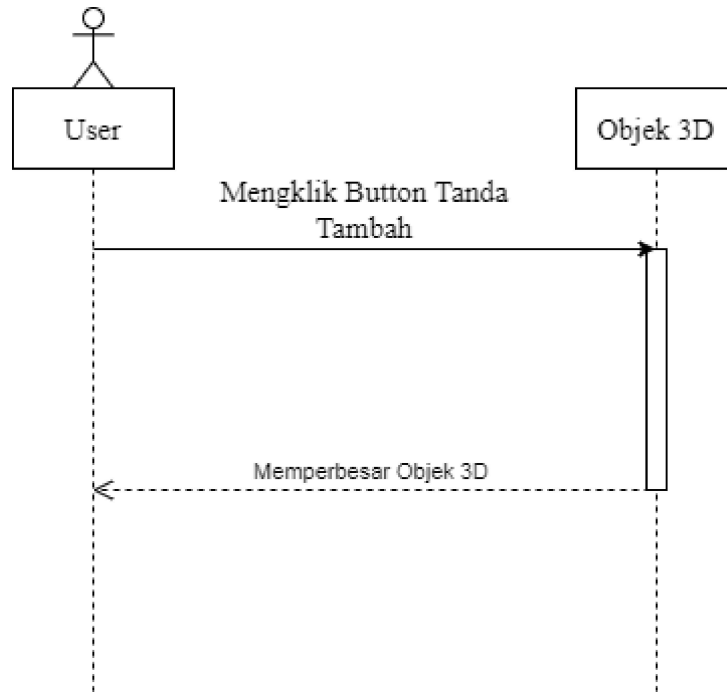 User
Objek 3D
Mengklik Button Tanda
Tambah
Memperbesar Objek 3D